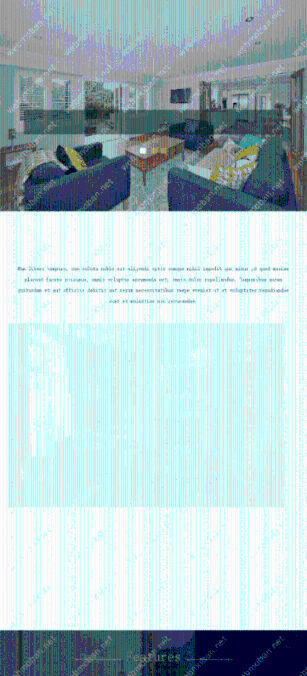 Nam libero tempore, cum soluta nobis est eligendi optio cumque nihil impedit quo minus id quod maxime
placeat facere possimus, omnis voluptas assumenda est, omnis dolor repellendus. Temporibus autem
quibusdam et aut officiis debitis aut rerum necessitatibus saepe eveniet ut et voluptates repudiandae
sint et molestiae non recusandae.
Features